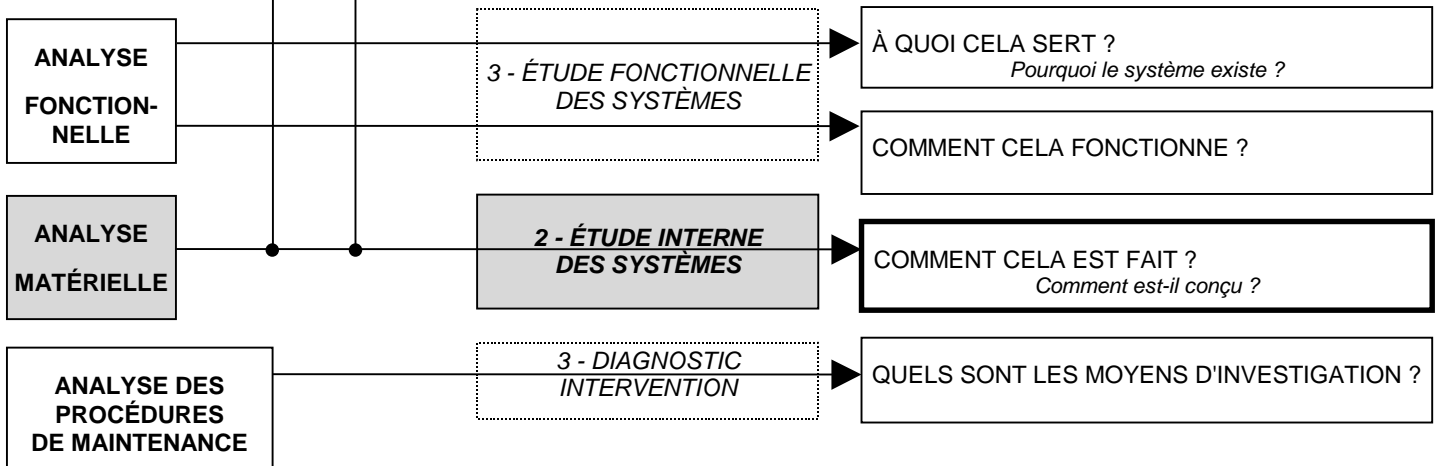 ANALYSE
FONCTION-
NELLE
3 - ÉTUDE FONCTIONNELLE
DES SYSTÈMES
À QUOI CELA SERT ?
Pourquoi le système existe ?
COMMENT CELA FONCTIONNE ?
ANALYSE
MATÉRIELLE
2 - ÉTUDE INTERNE
DES SYSTÈMES
COMMENT CELA EST FAIT ?
Comment est-il conçu ?
ANALYSE DES
PROCÉDURES
DE MAINTENANCE
3 - DIAGNOSTIC
INTERVENTION
QUELS SONT LES MOYENS D'INVESTIGATION ?